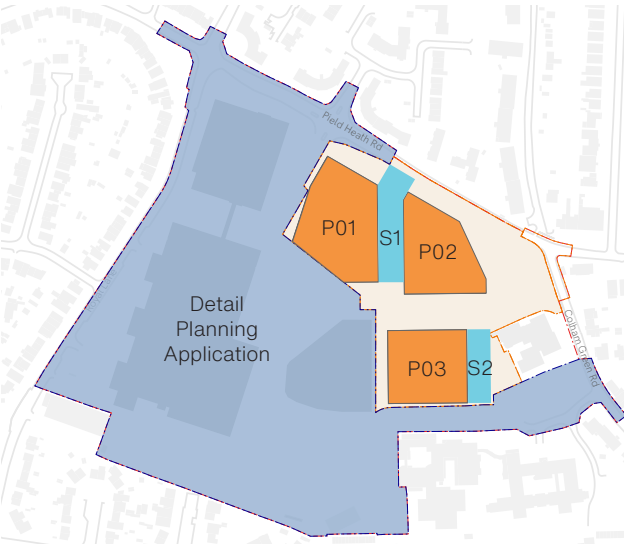 Pield Heath Rd
P01
S1
P02
Detail
Planning
Application
P03
S2
Colham Green Rd